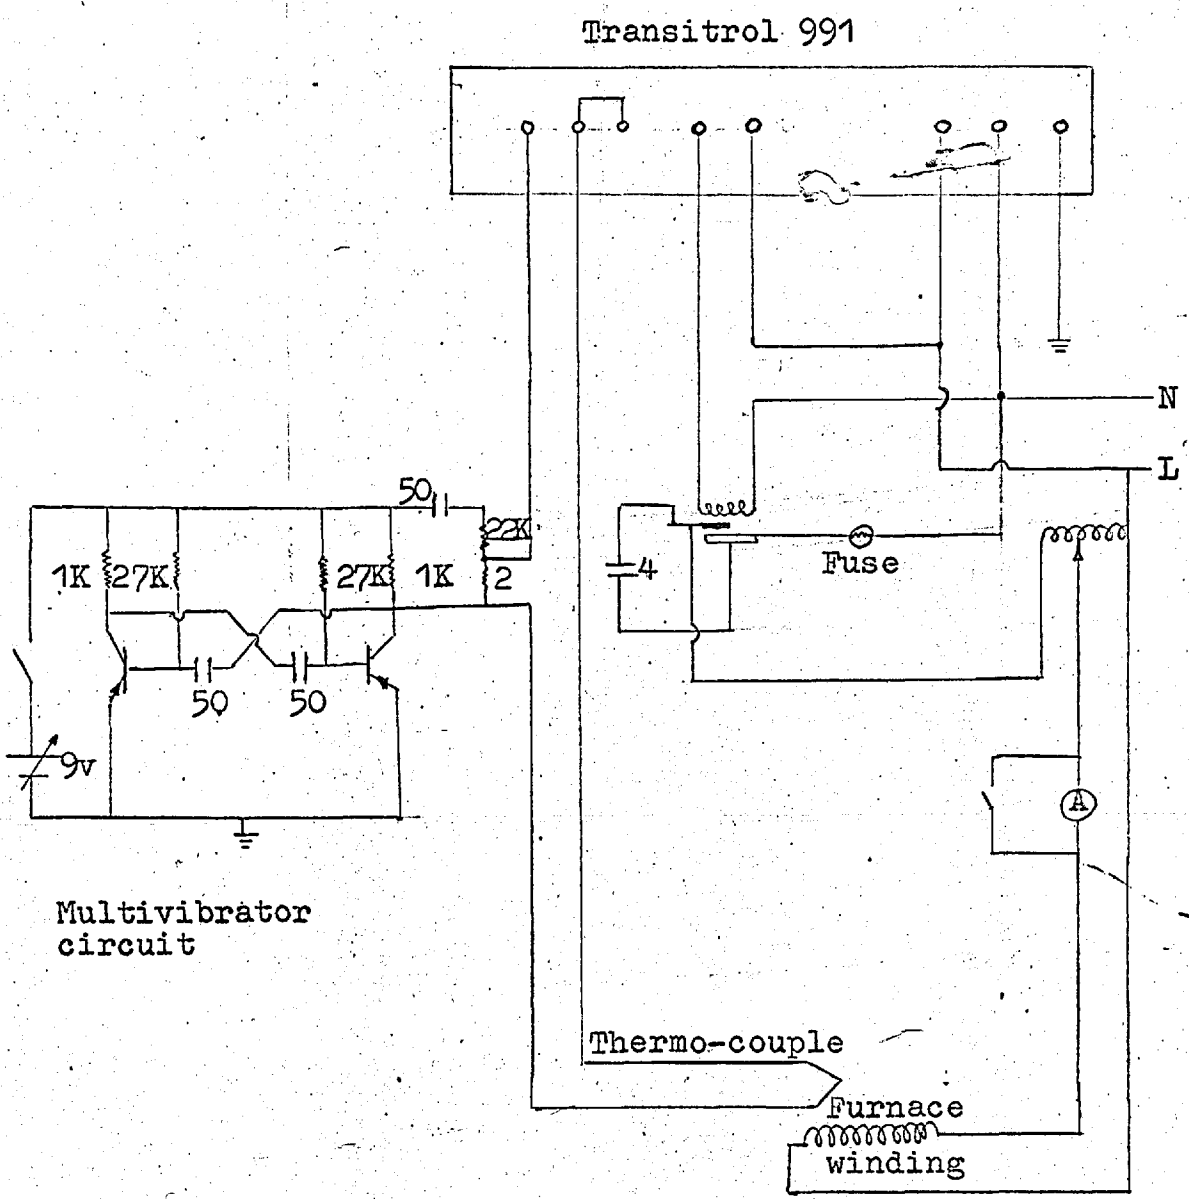 Transitrol 991
N
L
50
22K
1K 27K 27K 1K 2
4
Fuse
50 50
9v
A
Multivibrator
circuit
Thermo-couple
Furnace
winding